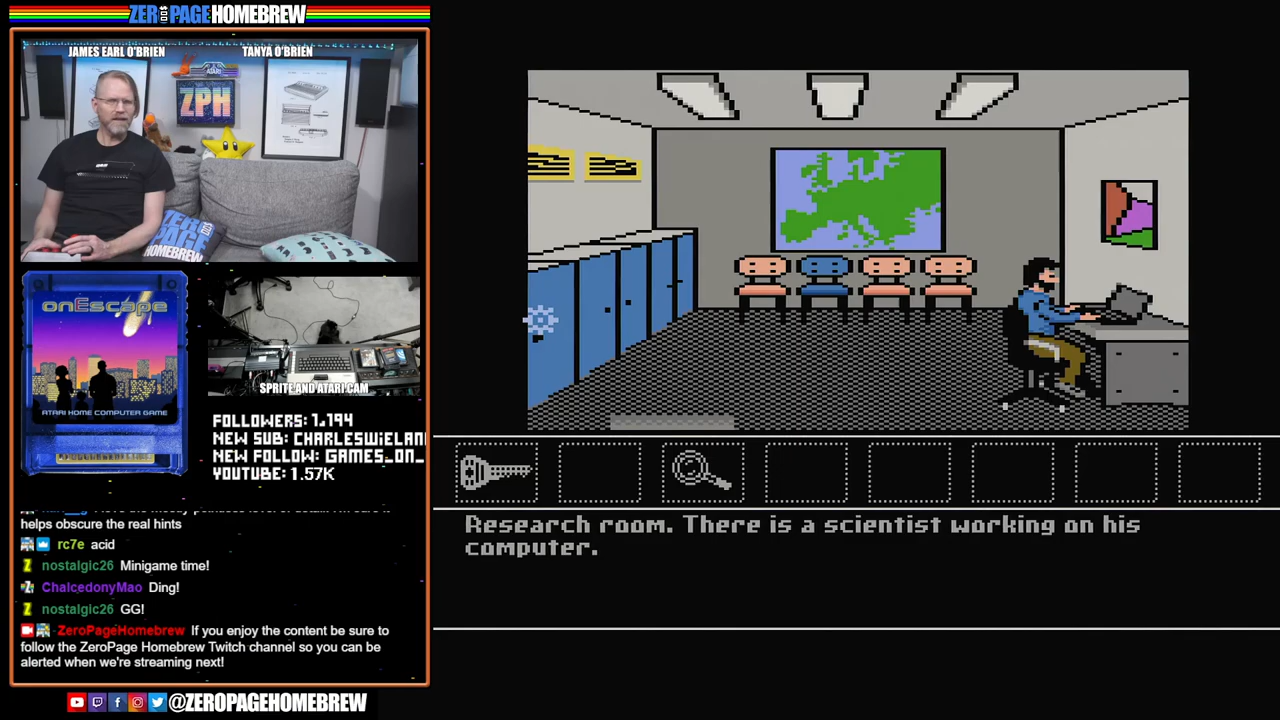 ZEROPAGE HOMEBREW
JAMES EARL O'BRIEN
TANYA O'BRIEN
ATARI
ZPH
ZERO
PAGE
HOMEBREW
onEscape
ATARI HOME COMPUTER GAME
SPRITE AND ATARI CAM
FOLLOWERS: 1,194
NEW SUB: CHARLESWIELAN
NEW FOLLOW: GAMES_ON_
YOUTUBE: 1.57K
helps obscure the real hints
rc7e acid
nostalgic26 Minigame time!
ChalcedonyMao Ding!
nostalgic26 GG!
ZeroPageHomebrew If you enjoy the content be sure to
follow the ZeroPage Homebrew Twitch channel so you can
be alerted when we're streaming next!
@ZEROPAGEHOMEBREW
Research room. There is a scientist working on his
computer.